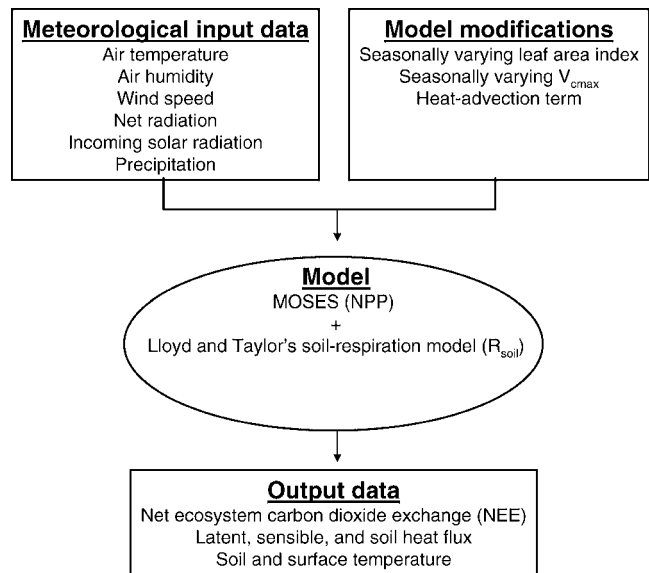 Meteorological input data
Air temperature
Air humidity
Wind speed
Net radiation
Incoming solar radiation
Precipitation
Model modifications
Seasonally varying leaf area index
Seasonally varying Vcmax
Heat-advection term
Model
MOSES (NPP)
+
Lloyd and Taylor's soil-respiration model (Rsoil)
Output data
Net ecosystem carbon dioxide exchange (NEE)
Latent, sensible, and soil heat flux
Soil and surface temperature